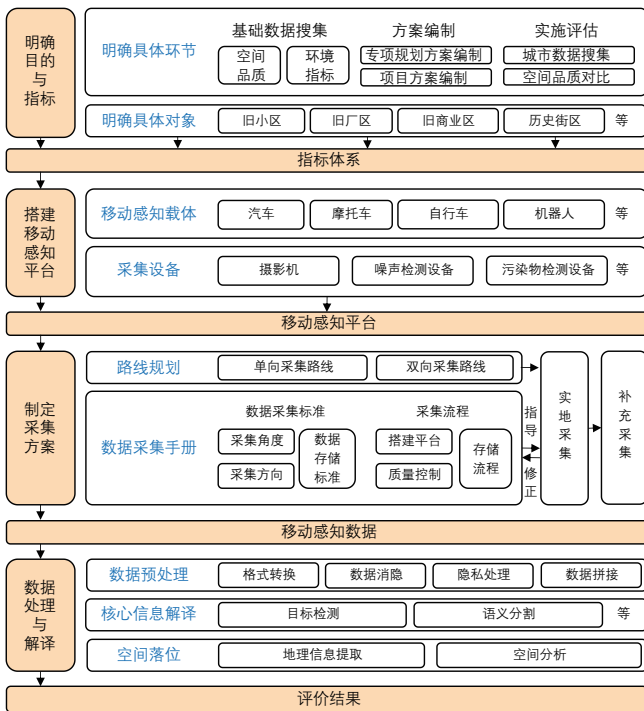 明确
目的
与
指标
明确具体环节
基础数据搜集
方案编制
实施评估
空间
品质
环境
指标
专项规划方案编制
项目方案编制
城市数据搜集
空间品质对比
明确具体对象
旧小区
旧厂区
旧商业区
历史街区
等
指标体系
搭建
移动
感知
平台
移动感知载体
汽车
摩托车
自行车
机器人
等
采集设备
摄影机
噪声检测设备
污染物检测设备
等
移动感知平台
制定
采集
方案
路线规划
单向采集路线
双向采集路线
数据采集手册
数据采集标准
采集流程
采集角度
采集方向
数据
存储
标准
搭建平台
质量控制
存储
流程
指导
修正
实地采集
补充采集
移动感知数据
数据
处理
与
解译
数据预处理
格式转换
数据消隐
隐私处理
数据拼接
核心信息解译
目标检测
语义分割
等
空间落位
地理信息提取
空间分析
评价结果